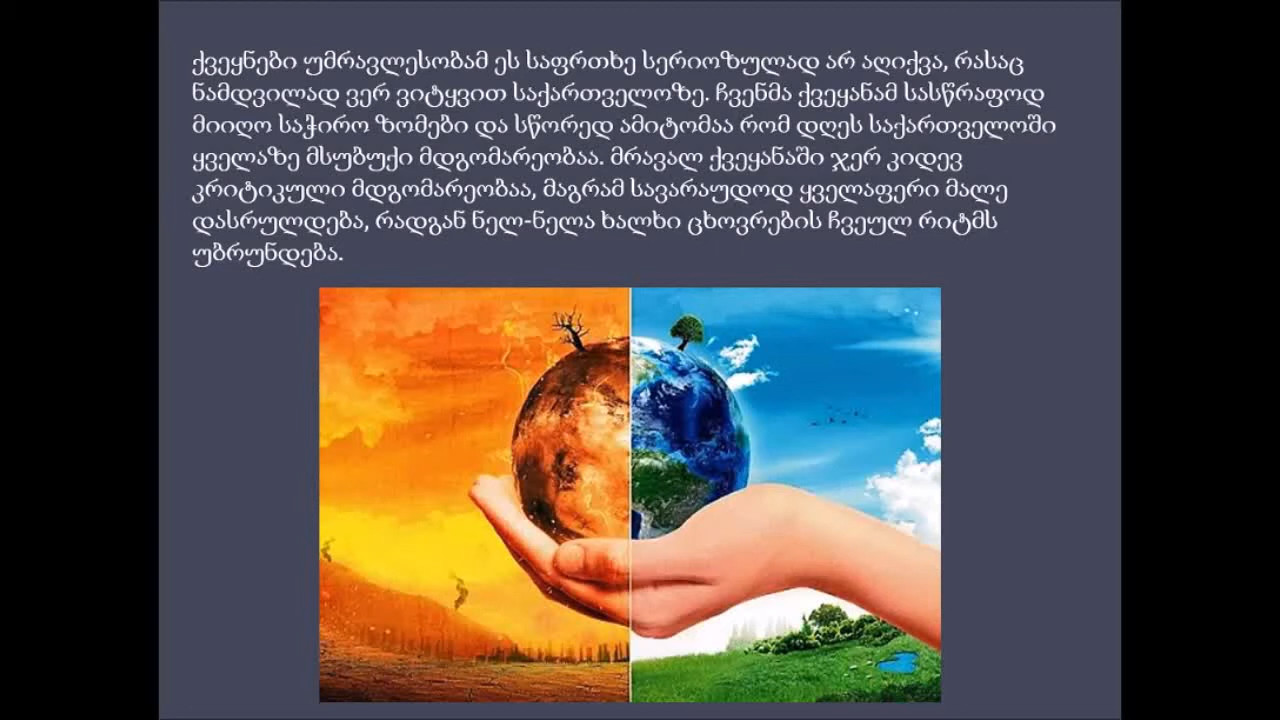 ქვეყნები უმრავლესობამ ეს საფრთხე სერიოზულად არ აღიქვა, რასაც
ნამდვილად ვერ ვიტყვით საქართველოზე. ჩვენმა ქვეყანამ სასწრაფოდ
მიიღო საჭირო ზომები და სწორედ ამიტომაა რომ დღეს საქართველოში
ყველაზე მსუბუქი მდგომარეობაა. მრავალ ქვეყანაში ჯერ კიდევ
კრიტიკული მდგომარეობაა, მაგრამ სავარაუდოდ ყველაფერი მალე
დასრულდება, რადგან ნელ-ნელა ხალხი ცხოვრების ჩვეულ რიტმს
უბრუნდება.